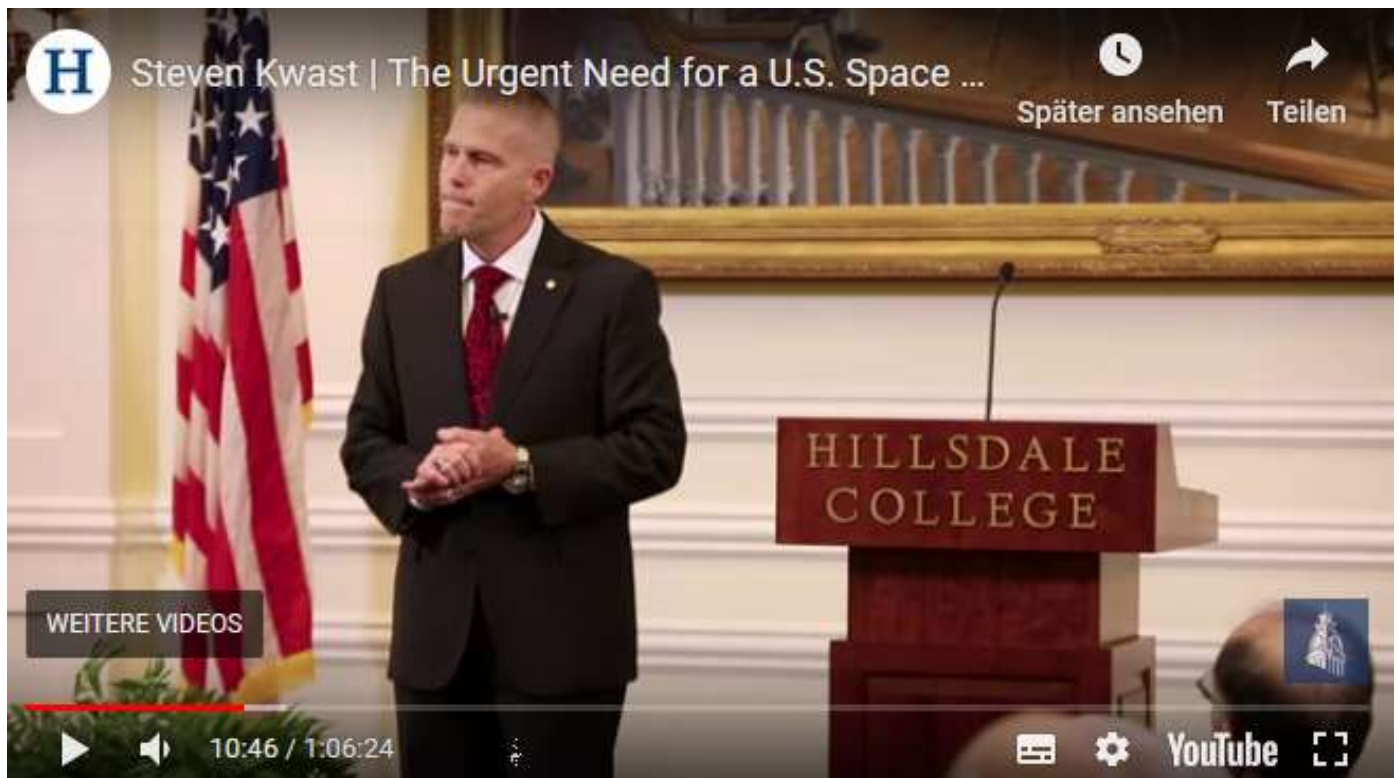 H
Steven Kwast | The Urgent Need for a U.S. Space ...
Später ansehen
Teilen
HILLSDALE
COLLEGE
WEITERE VIDEOS
10:46 / 1:06:24
YouTube